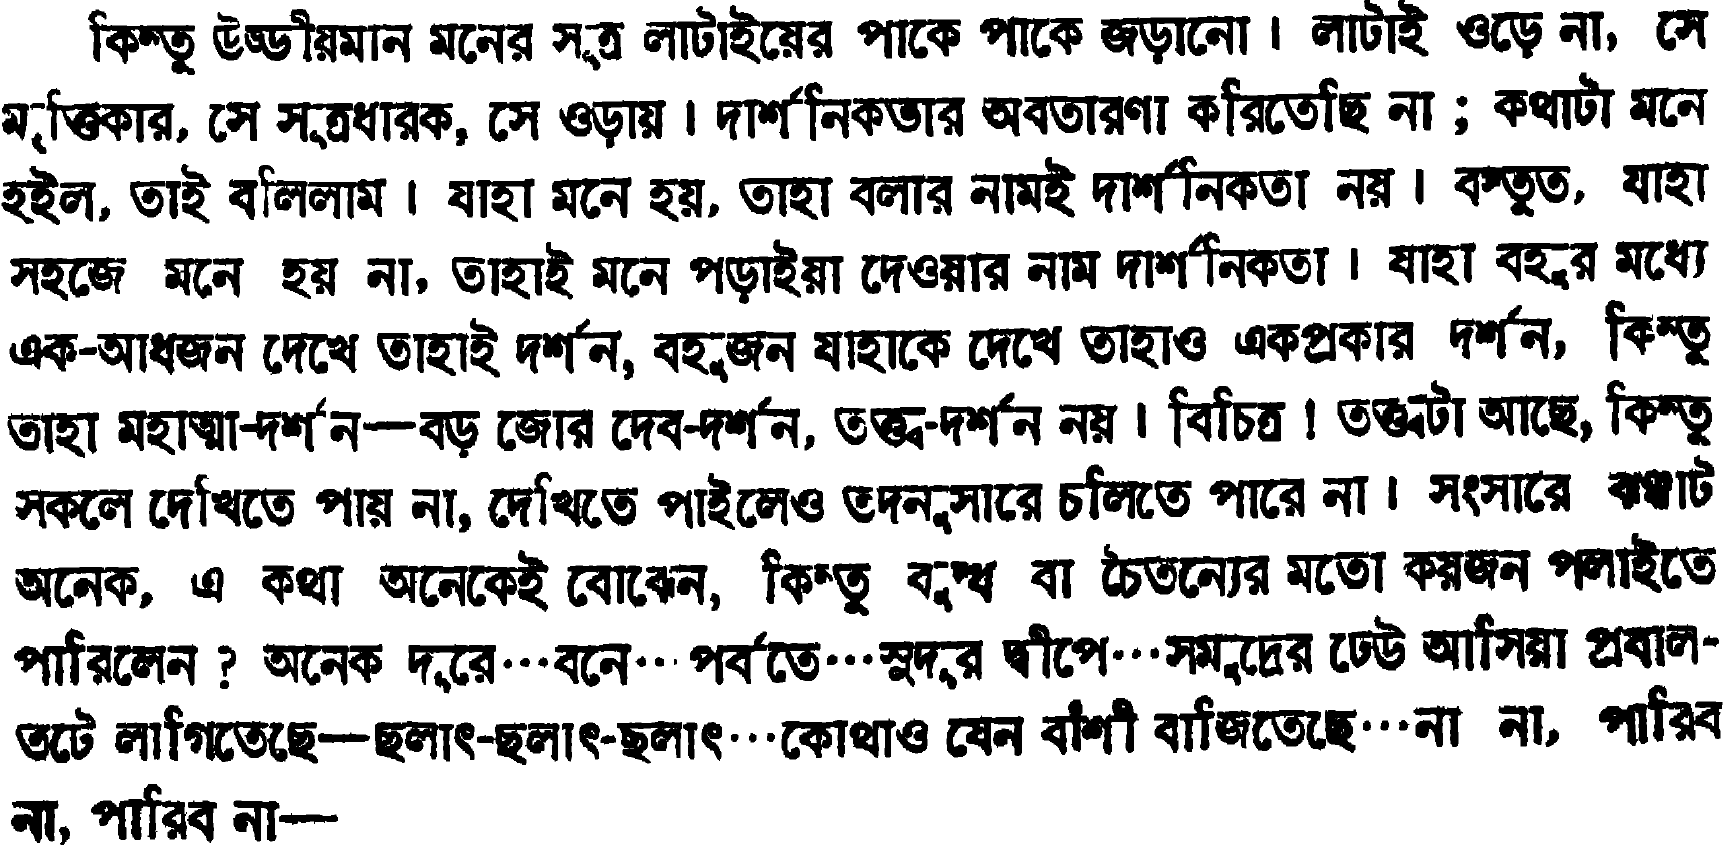 কিন্তু উড্ডীয়মান মনের সূত্র লাটাইয়ের পাকে পাকে জড়ানো। লাটাই ওড়ে না, সে
মৃত্তিকার, সে সূত্রধারক, সে ওড়ায়। দার্শনিকতার অবতারণা করিতেছি না; কথাটা মনে
হইল, তাই বলিলাম। যাহা মনে হয়, তাহা বলার নামই দার্শনিকতা নয়। বস্তুত, যাহা
সহজে মনে হয় না, তাহাই মনে পড়াইয়া দেওয়ার নাম দার্শনিকতা। যাহা বহুর মধ্যে
এক-আধজন দেখে তাহাই দর্শন, বহুজন যাহাকে দেখে তাহাও একপ্রকার দর্শন, কিন্তু
তাহা মহাত্মা-দর্শন—বড় জোর দেব-দর্শন, তত্ত্ব-দর্শন নয়। বিচিত্র! তত্ত্বটা আছে, কিন্তু
সকলে দেখিতে পায় না, দেখিতে পাইলেও তদনুসারে চলিতে পারে না। সংসারে ঝঞ্ঝাট
অনেক, এ কথা অনেকেই বোঝেন, কিন্তু বুদ্ধ বা চৈতন্যের মতো কয়জন পলাইতে
পারিলেন? অনেক দূরে···বনে···পর্বতে···সুদূর দ্বীপে···সমুদ্রের ঢেউ আসিয়া প্রবাল-
তটে লাগিতেছে—ছলাৎ-ছলাৎ-ছলাৎ···কোথাও যেন বাঁশী বাজিতেছে···না না, পারিব
না, পারিব না—